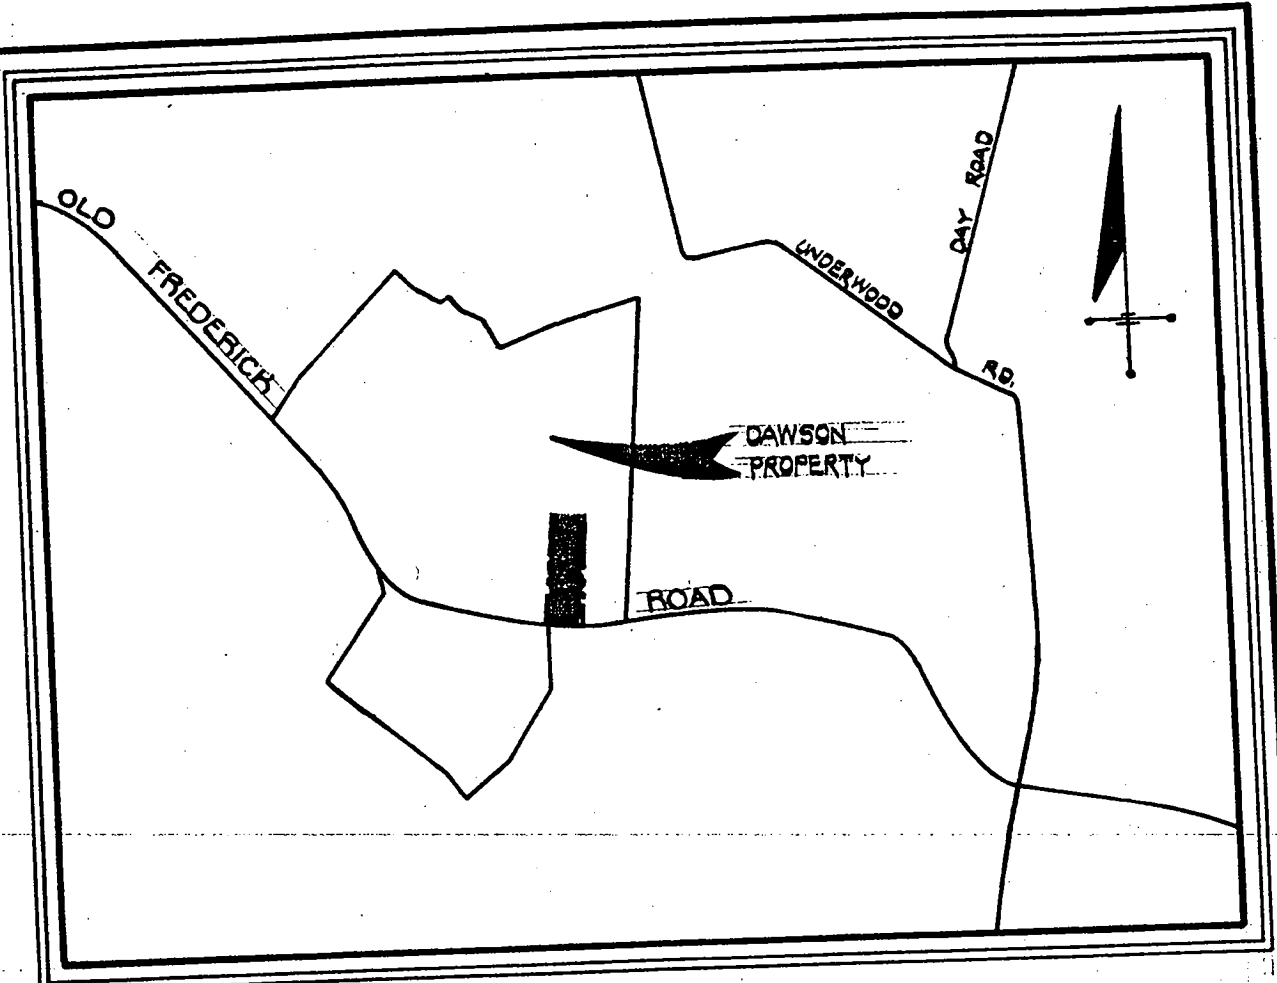 OLD
FREDERICK
ROAD
UNDERWOOD
RD.
DAY ROAD
DAWSON
PROPERTY